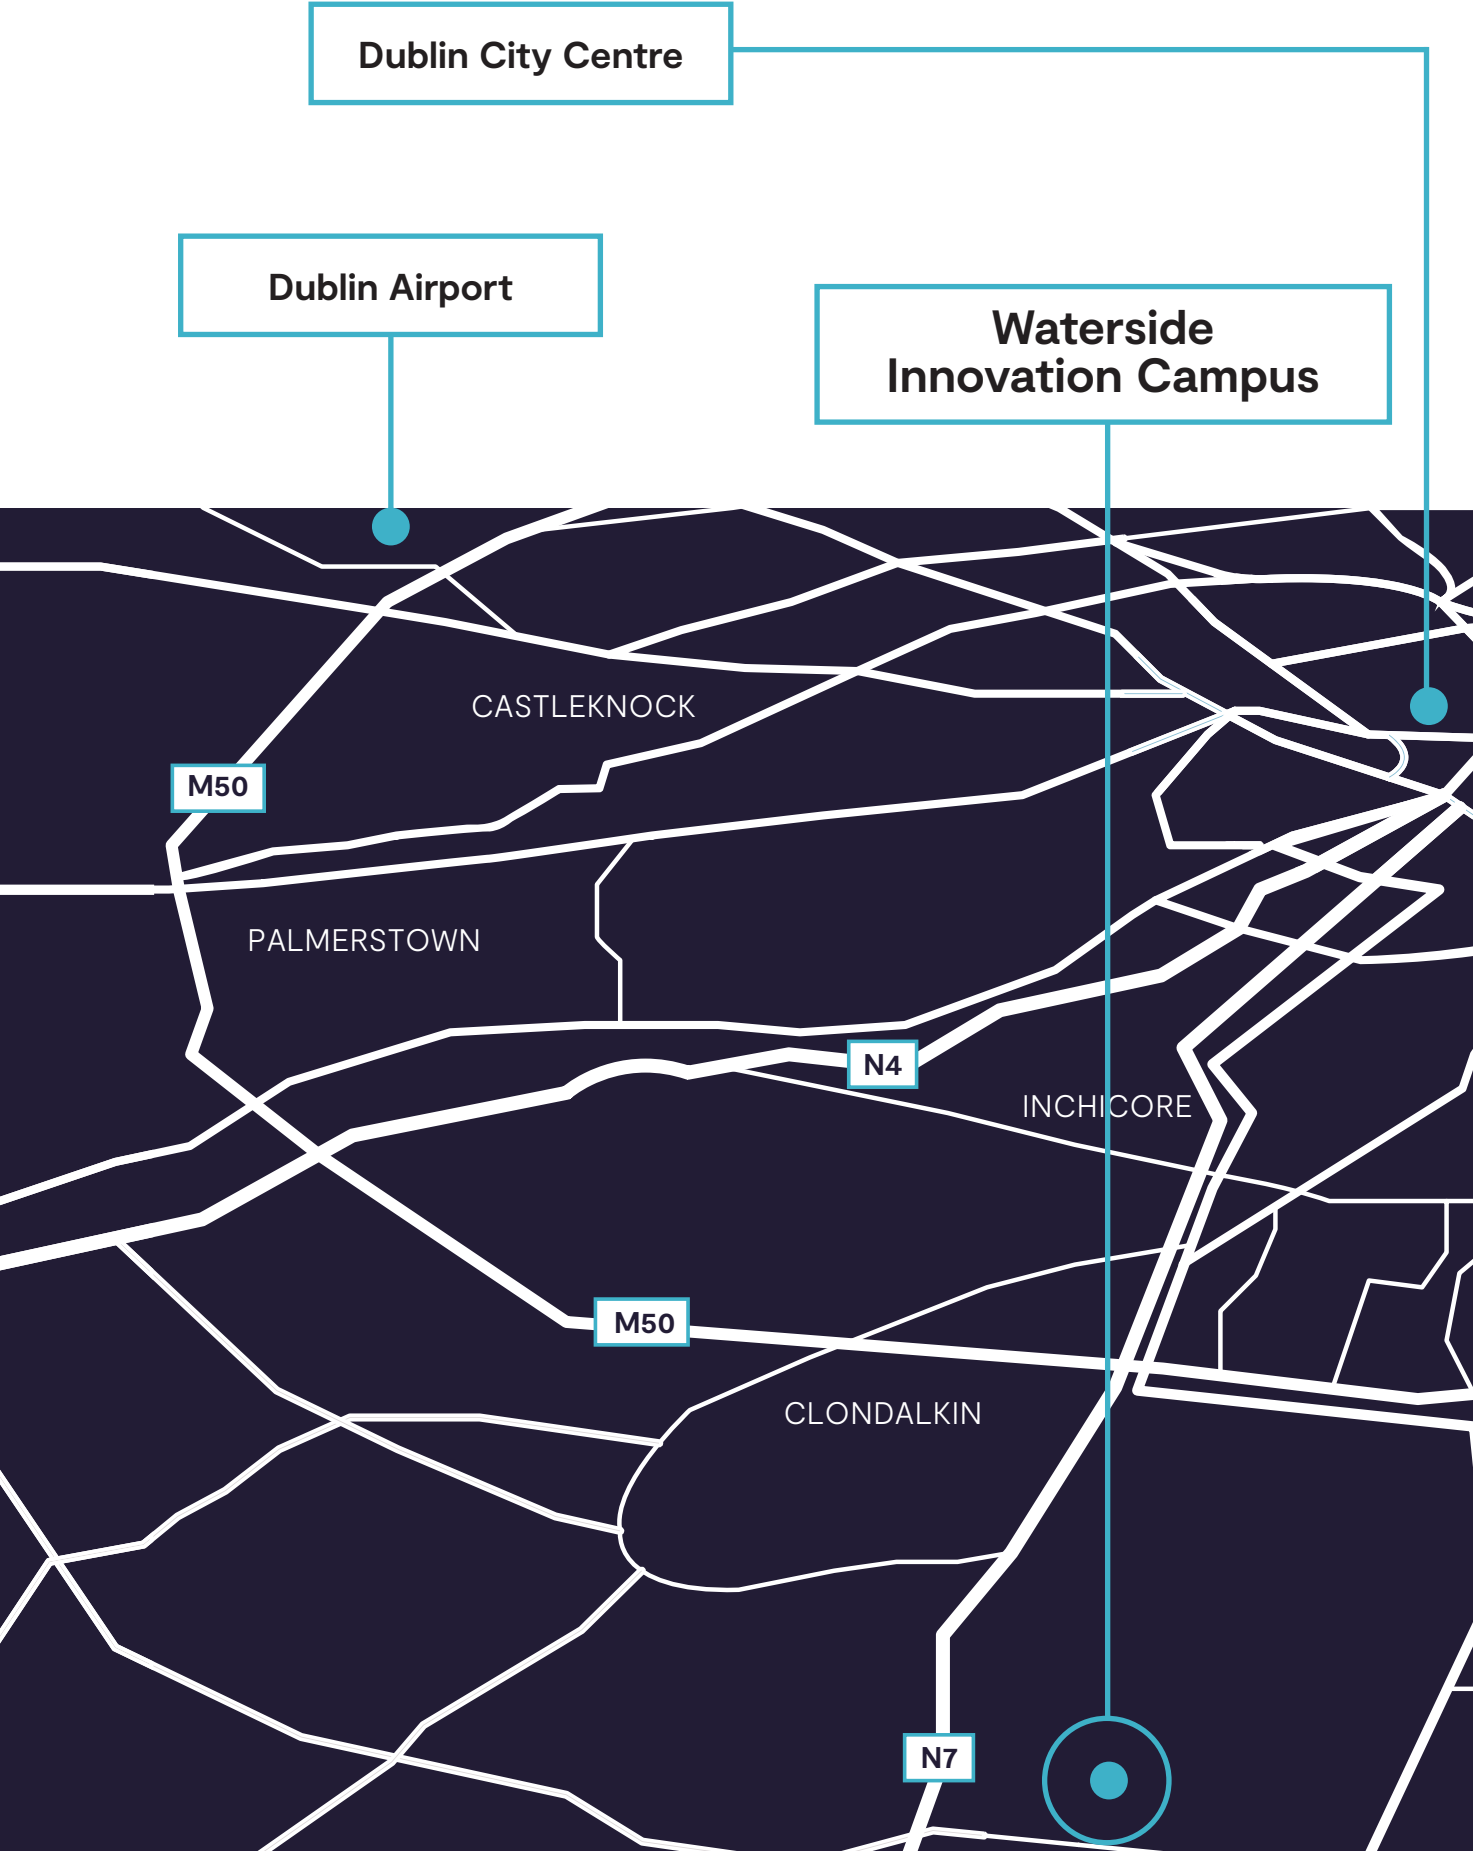 Dublin City Centre
Dublin Airport
Waterside
Innovation Campus
CASTLEKNOCK
M50
PALMERSTOWN
N4
INCHICORE
M50
CLONDALKIN
N7